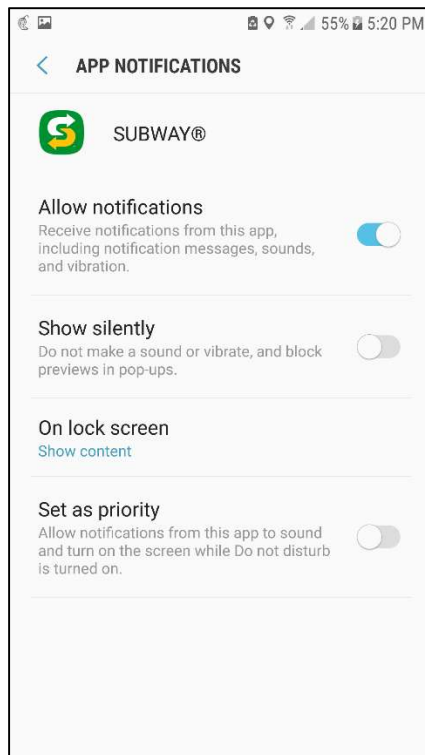 55% 5:20 PM
APP NOTIFICATIONS
SUBWAY®
Allow notifications
Receive notifications from this app,
including notification messages, sounds,
and vibration.
Show silently
Do not make a sound or vibrate, and block
previews in pop-ups.
On lock screen
Show content
Set as priority
Allow notifications from this app to sound
and turn on the screen while Do not disturb
is turned on.